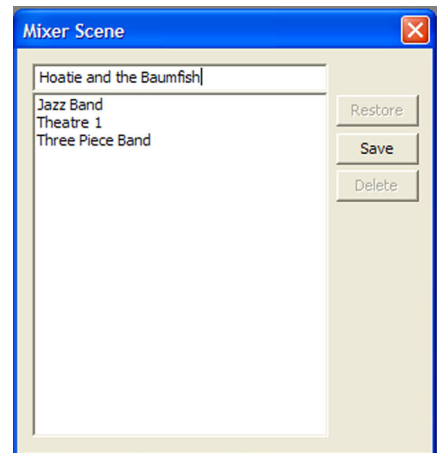 Mixer Scene
Hoatie and the Baumfish
Jazz Band
Theatre 1
Three Piece Band
Restore
Save
Delete